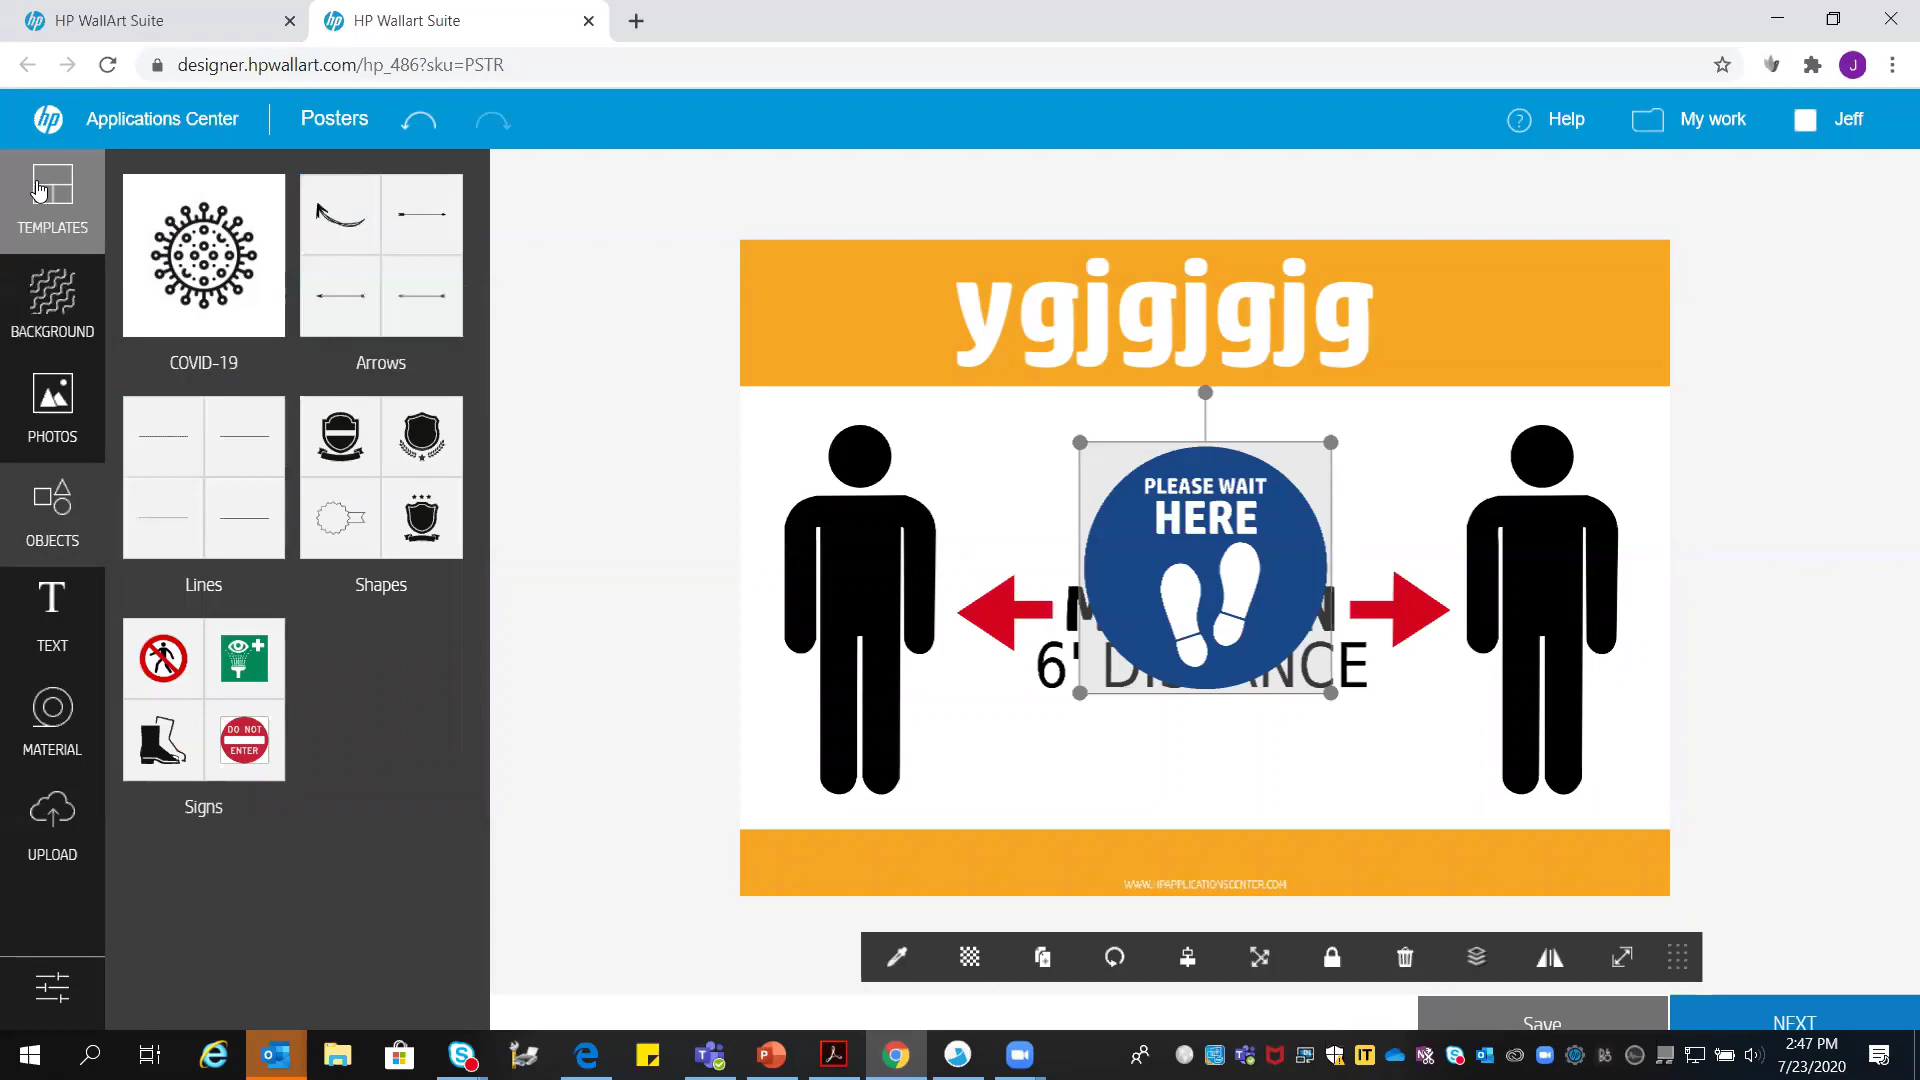 HP WallArt Suite
HP Wallart Suite
designer.hpwallart.com/hp_486?sku=PSTR
J
hp
Applications Center
Posters
Help
My work
Jeff
TEMPLATES
BACKGROUND
PHOTOS
OBJECTS
TEXT
MATERIAL
UPLOAD
COVID-19
Arrows
Lines
Shapes
DO NOT
ENTER
Signs
ygjgjgjg
PLEASE WAIT
HERE
6'
WWW.HPAPPLICATIONSCENTER.COM
Save
NEXT
IT
2:47 PM
7/23/2020